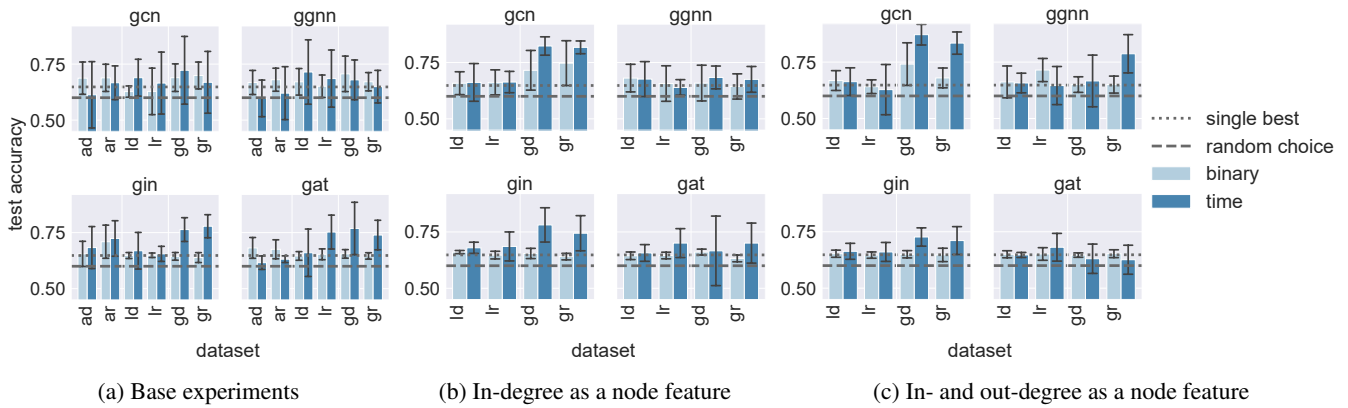 gcn
ggnn
gcn
ggnn
gcn
ggnn
0.75
0.50
ad
ar
ld
lr
gd
gr
ad
ar
ld
lr
gd
gr
0.75
0.50
ld
lr
gd
gr
ld
lr
gd
gr
0.75
0.50
ld
lr
gd
gr
ld
lr
gd
gr
test accuracy
gin
gat
gin
gat
gin
gat
0.75
0.50
ad
ar
ld
lr
gd
gr
ad
ar
ld
lr
gd
gr
0.75
0.50
ld
lr
gd
gr
ld
lr
gd
gr
0.75
0.50
ld
lr
gd
gr
ld
lr
gd
gr
dataset
dataset
dataset
single best
random choice
binary
time
(a) Base experiments
(b) In-degree as a node feature
(c) In- and out-degree as a node feature